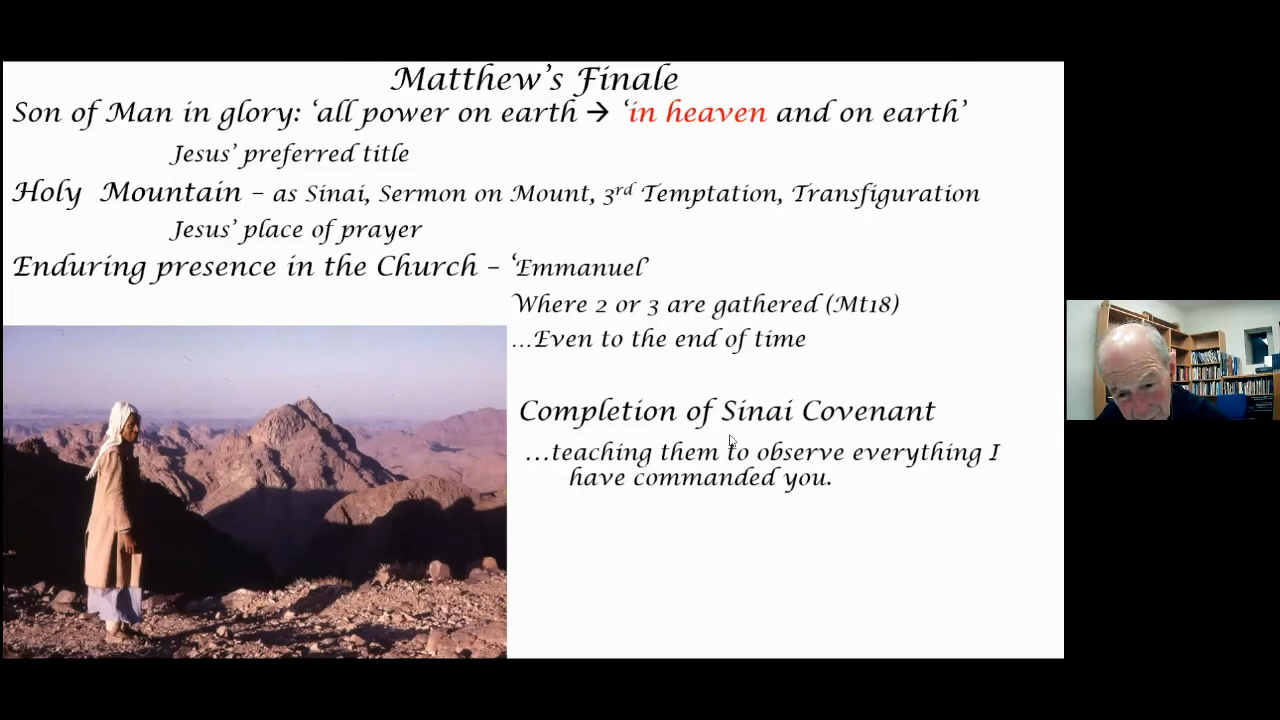 Matthew's Finale
Son of Man in glory: 'all power on earth → 'in heaven and on earth'
Jesus' preferred title
Holy Mountain – as Sinai, Sermon on Mount, 3rd Temptation, Transfiguration
Jesus' place of prayer
Enduring presence in the Church – 'Emmanuel'
Where 2 or 3 are gathered (Mt18)
...Even to the end of time
Completion of Sinai Covenant
...teaching them to observe everything I
have commanded you.